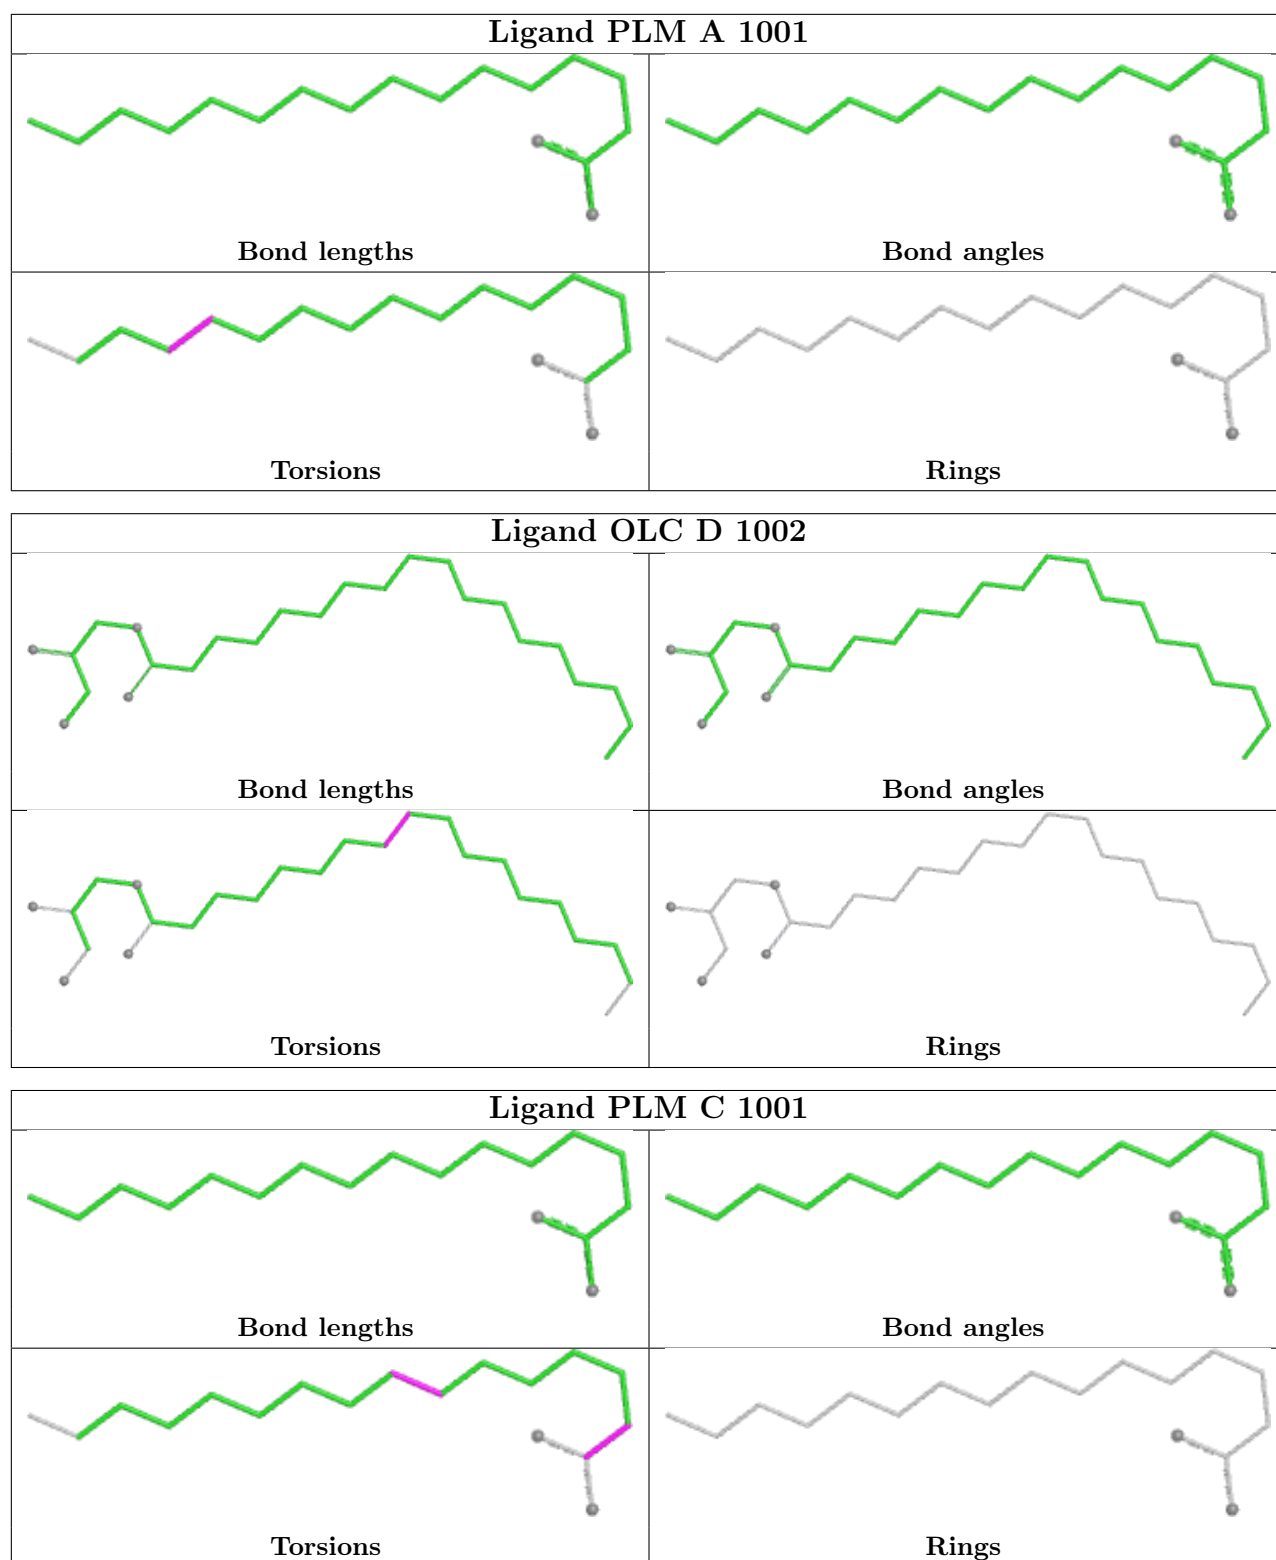 Ligand PLM A 1001
Bond lengths
Bond angles
Torsions
Rings
Ligand OLC D 1002
Bond lengths
Bond angles
Torsions
Rings
Ligand PLM C 1001
Bond lengths
Bond angles
Torsions
Rings